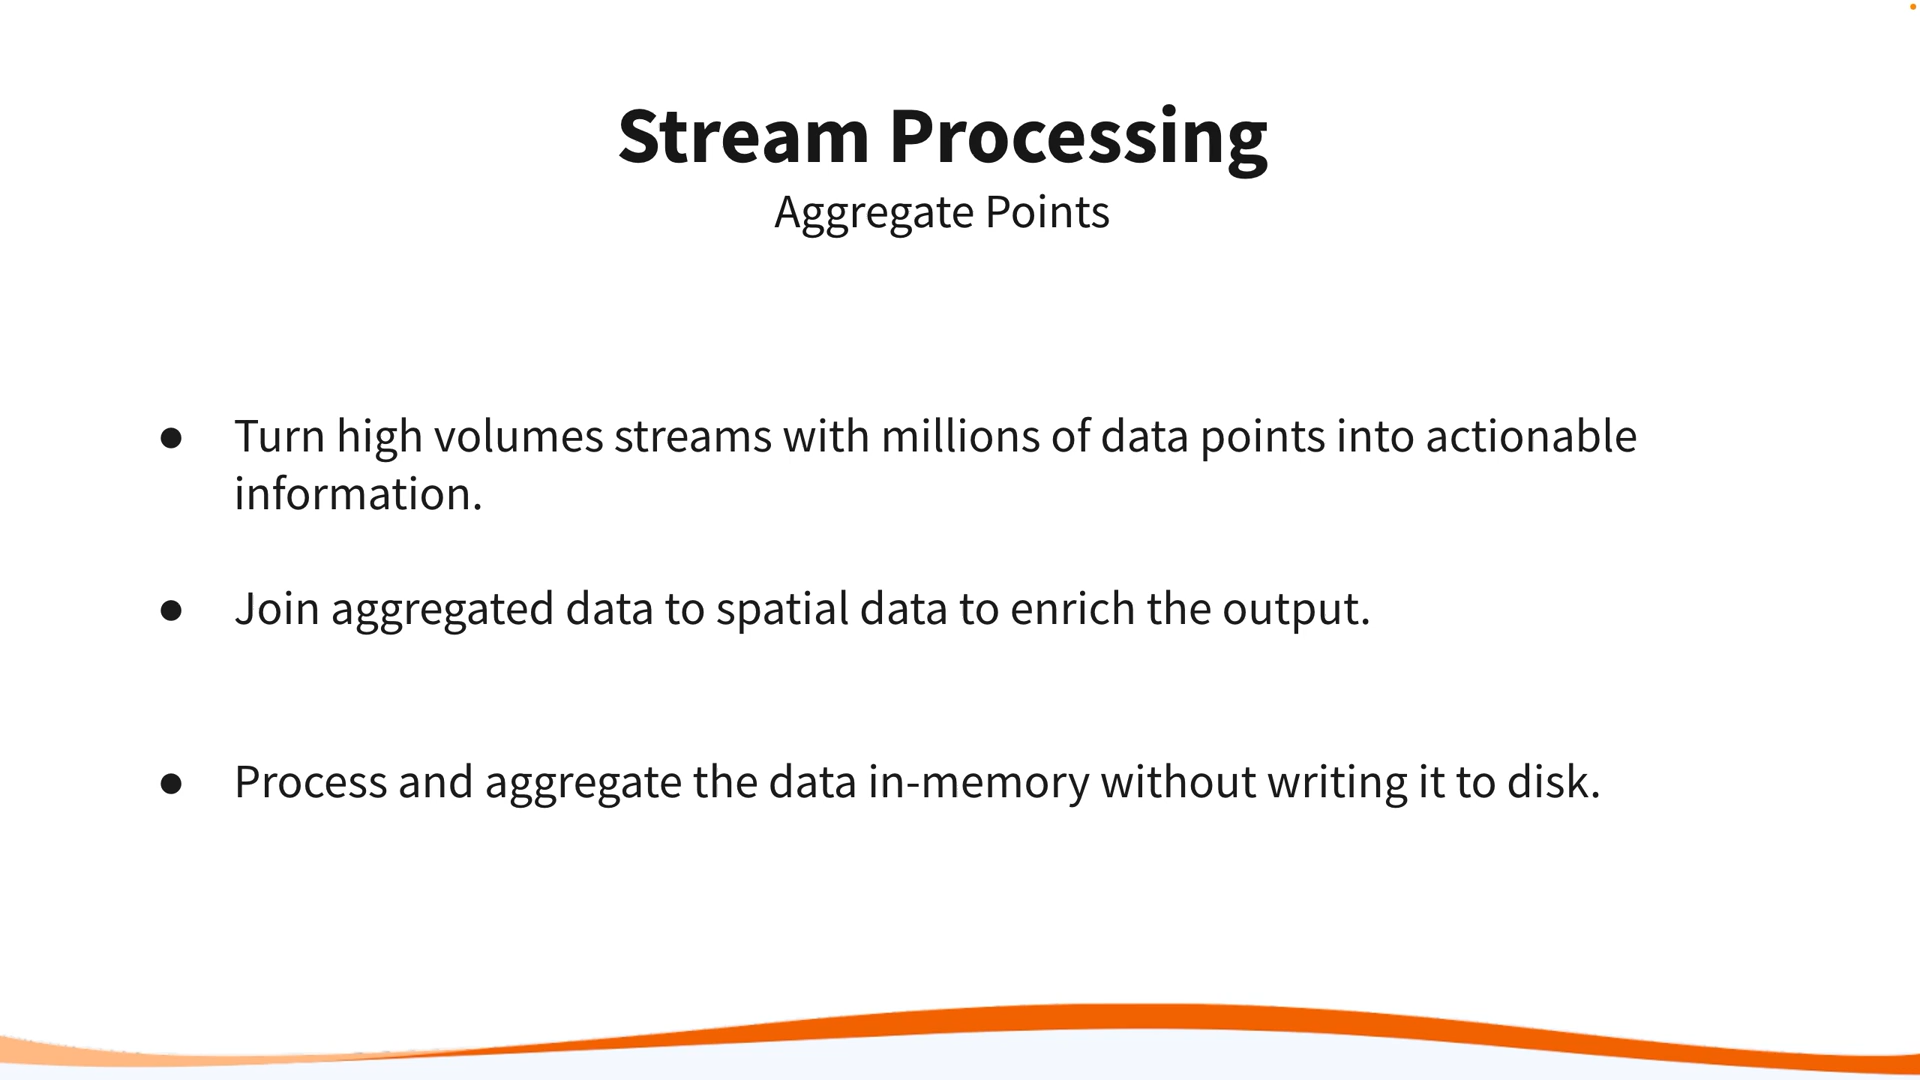 Stream Processing
Aggregate Points
● Turn high volumes streams with millions of data points into actionable
information.
● Join aggregated data to spatial data to enrich the output.
● Process and aggregate the data in-memory without writing it to disk.